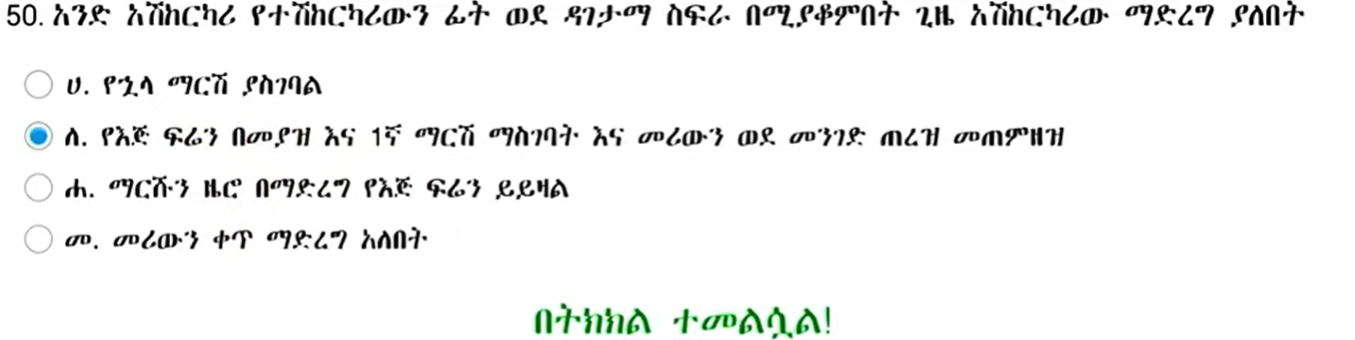 50. አንድ አሽከርካሪ የተሽከርካሪውን ፊት ወደ ዳገታማ ስፍራ በሚያቆምበት ጊዜ አሽከርካሪው ማድረግ ያለበት
ሀ. የኋላ ማርሽ ያስገባል
ለ. የእጅ ፍሬን በመያዝ እና 1ኛ ማርሽ ማስገባት እና መሪውን ወደ መንገድ ጠረዝ መጠምዘዝ
ሐ. ማርሹን ዜሮ በማድረግ የእጅ ፍሬን ይይዛል
መ. መሪውን ቀጥ ማድረግ አለበት
በትክክል ተመልሷል!